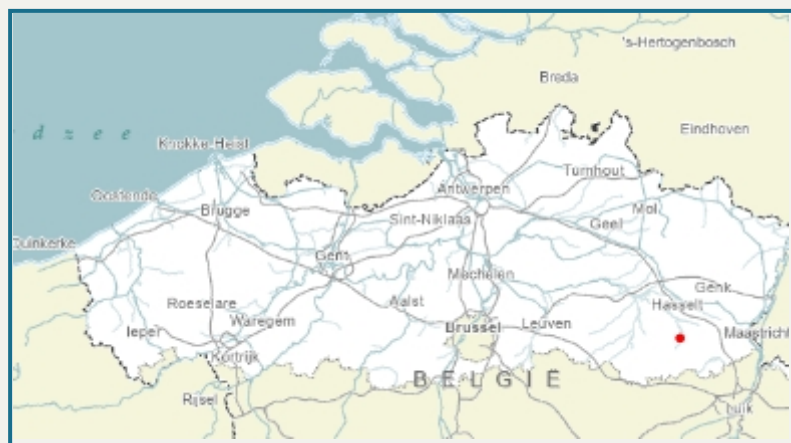 's-Hertogenbosch
Breda
d z e e
Eindhoven
Knokke-Heist
Turnhout
Antwerpen
Oostende
Mol
Brugge
Sint-Niklaas
Geel
Duinkerke
Gent
Mechelen
Genk
Roeselare
Aalst
Hasselt
Waregem
Ieper
Brussel
Leuven
Maastricht
Kortrijk
BELGIË
Rijsel
Luik